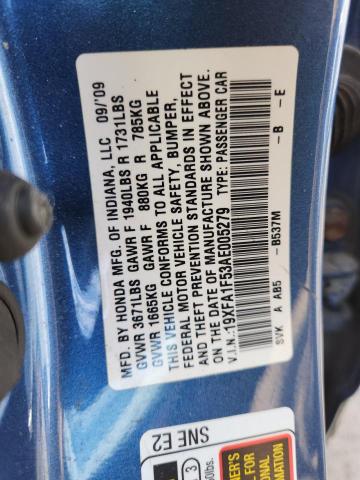 MFD. BY HONDA MFG. OF INDIANA, LLC 09/'09
GVWR 3671LBS GAWR F 1940LBS R 1731LBS
GVWR 1665KG GAWR F 880KG R 785KG
THIS VEHICLE CONFORMS TO ALL APPLICABLE
FEDERAL MOTOR VEHICLE SAFETY, BUMPER,
AND THEFT PREVENTION STANDARDS IN EFFECT
ON THE DATE OF MANUFACTURE SHOWN ABOVE.
V.I.N.: 19XFA1F53AE005279 TYPE: PASSENGER CAR
SVK A AB5 -B537M -B -E
SNE E2